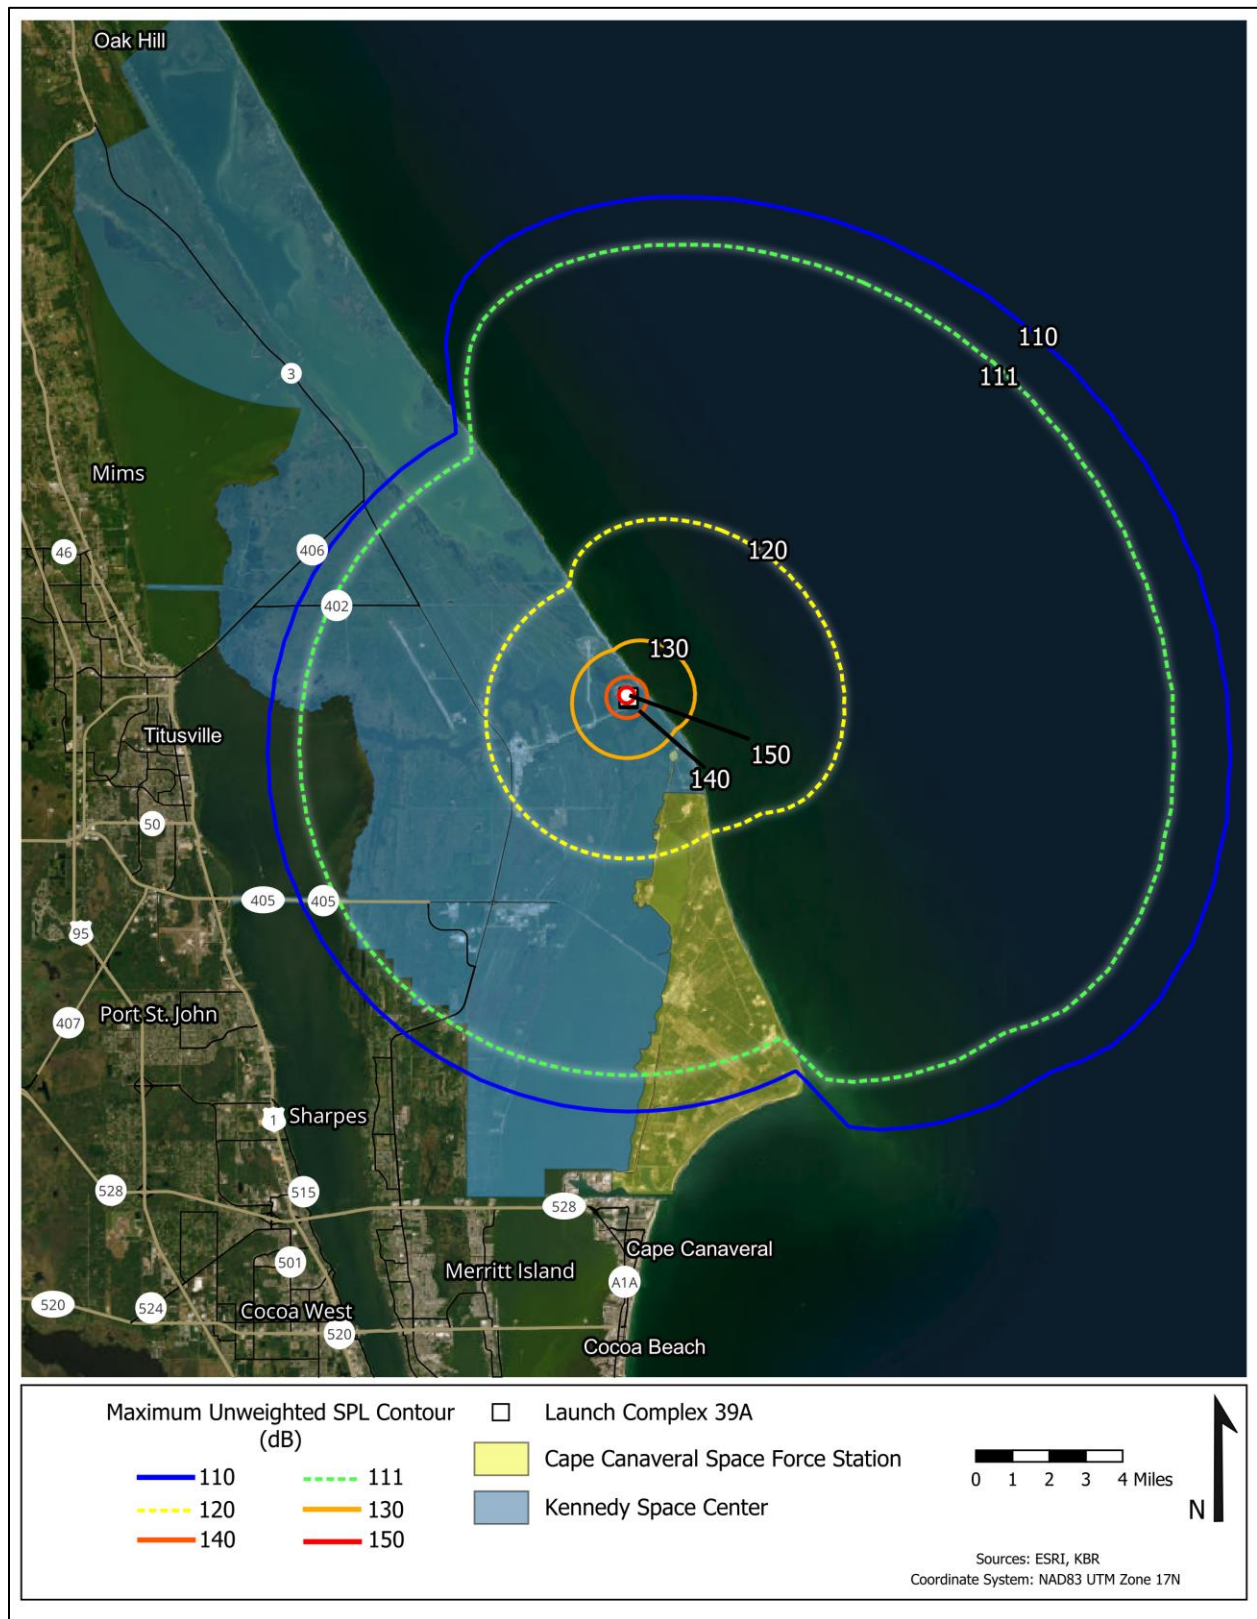 Oak Hill
110
111
3
Mims
46
406
120
402
130
Titusville
150
140
50
405
405
95
407
Port St. John
1
Sharpes
528
515
528
Cape Canaveral
501
Merritt Island
A1A
520
524
Cocoa West
520
Cocoa Beach
Maximum Unweighted SPL Contour
(dB)
110
111
120
130
140
150
Launch Complex 39A
Cape Canaveral Space Force Station
Kennedy Space Center
0 1 2 3 4 Miles
N
Sources: ESRI, KBR
Coordinate System: NAD83 UTM Zone 17N